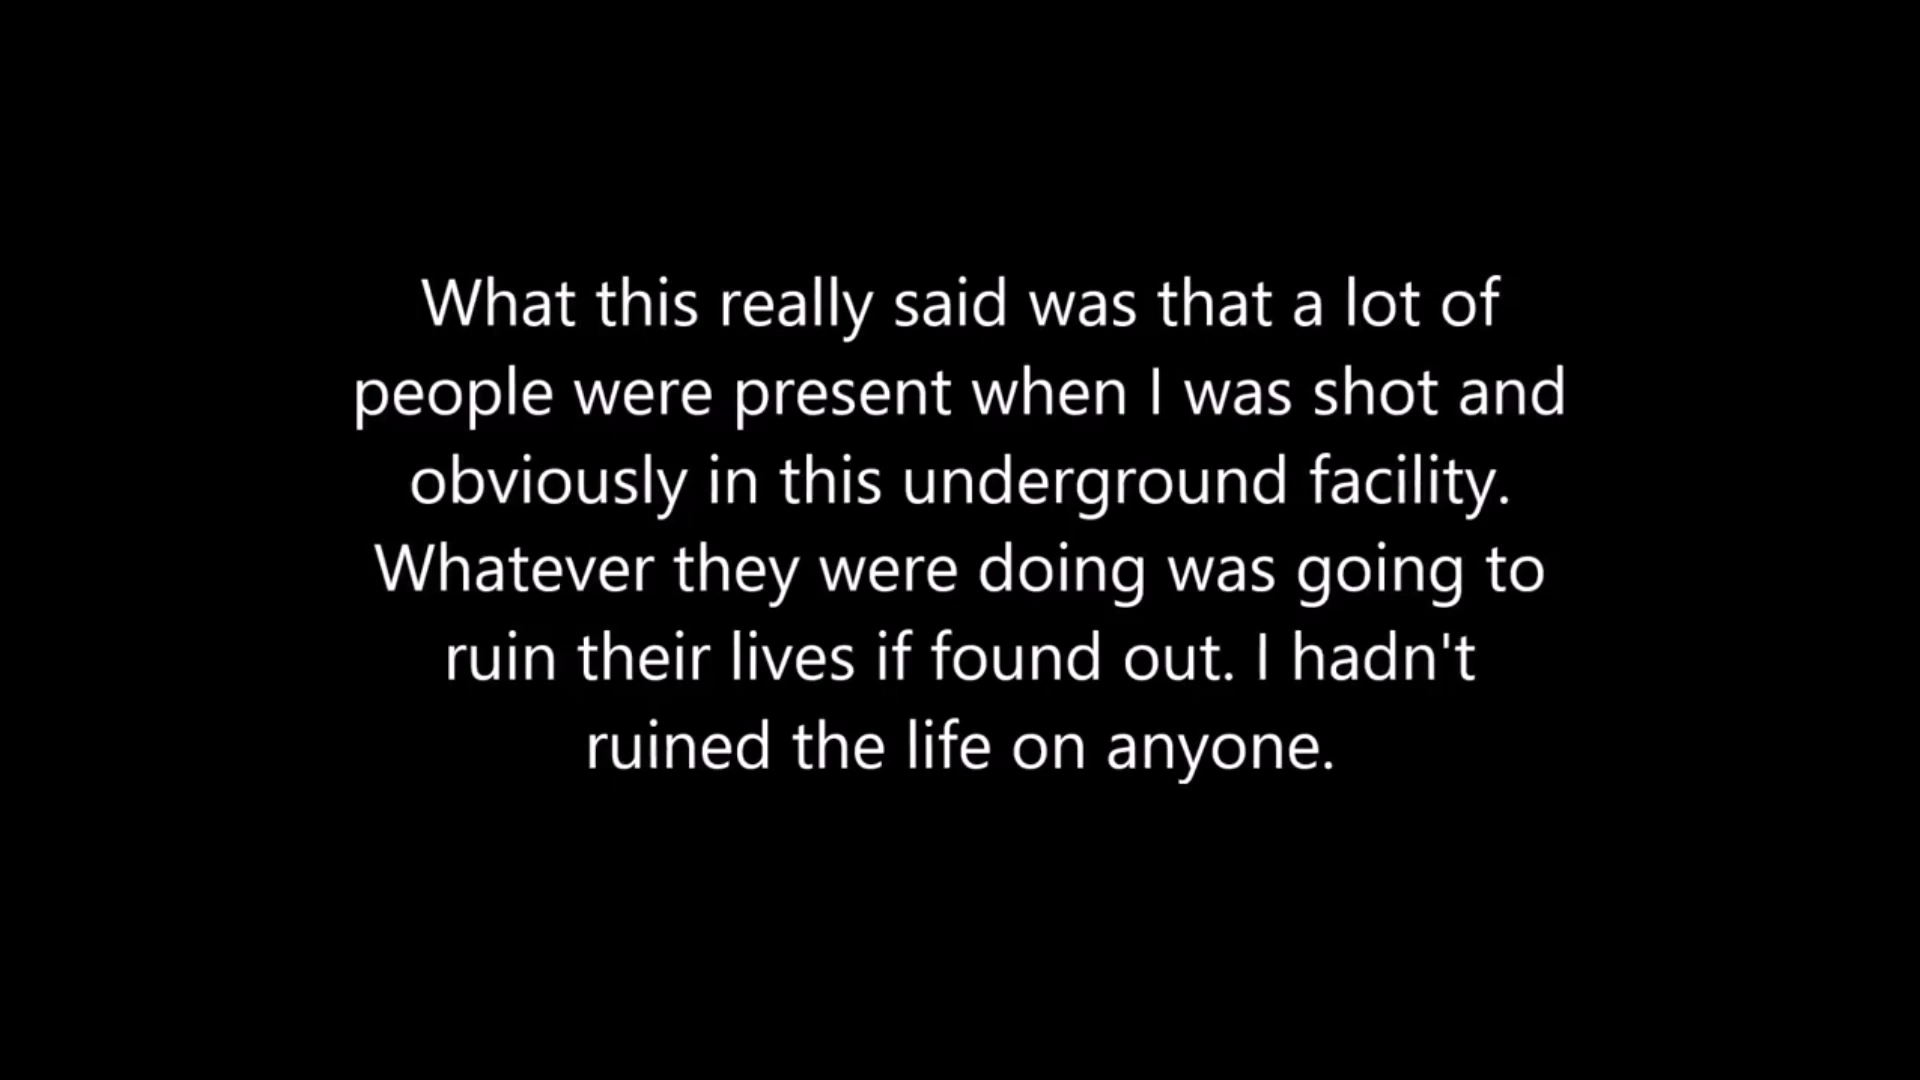 What this really said was that a lot of
people were present when I was shot and
obviously in this underground facility.
Whatever they were doing was going to
ruin their lives if found out. I hadn't
ruined the life on anyone.